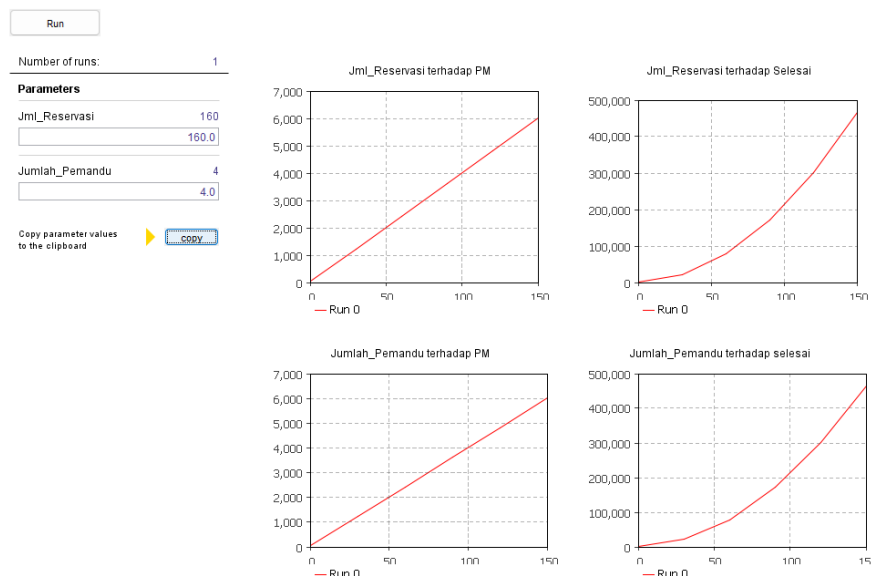 Run
Number of runs: 1
Parameters
Jml_Reservasi 160
160.0
Jumlah_Pemandu 4
4.0
Copy parameter values
to the clipboard
copy
Jml_Reservasi terhadap PM
7,000
6,000
5,000
4,000
3,000
2,000
1,000
0
0 50 100 150
Run 0
Jml_Reservasi terhadap Selesai
500,000
400,000
300,000
200,000
100,000
0
0 50 100 150
Run 0
Jumlah_Pemandu terhadap PM
7,000
6,000
5,000
4,000
3,000
2,000
1,000
0
0 50 100 150
Run 0
Jumlah_Pemandu terhadap selesai
500,000
400,000
300,000
200,000
100,000
0
0 50 100 150
Run 0